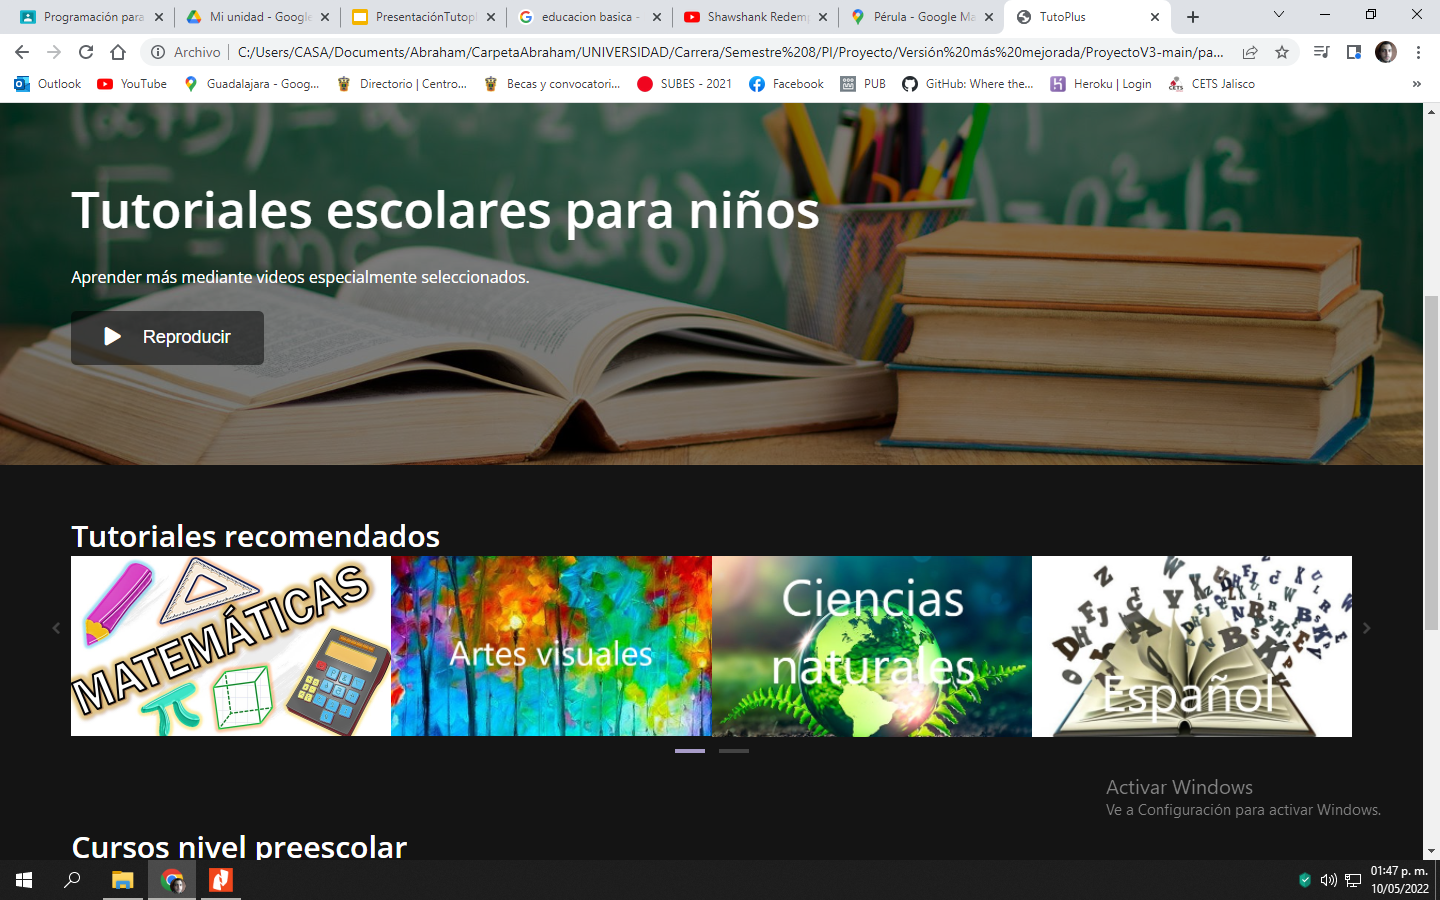 Programación para
Mi unidad - Google
PresentaciónTutopl
educacion basica -
Shawshank Redemp
Pérula - Google Ma
TutoPlus
Archivo
C:/Users/CASA/Documents/Abraham/CarpetaAbraham/UNIVERSIDAD/Carrera/Semestre%208/PI/Proyecto/Versión%20más%20mejorada/ProyectoV3-main/pa...
Outlook
YouTube
Guadalajara - Goog...
Directorio | Centro...
Becas y convocatori...
SUBES - 2021
Facebook
PUB
GitHub: Where the...
Heroku | Login
CETS Jalisco
»
Tutoriales escolares para niños
Aprender más mediante videos especialmente seleccionados.
Reproducir
Tutoriales recomendados
MATEMÁTICAS
Artes visuales
Ciencias
naturales
Español
Activar Windows
Ve a Configuración para activar Windows.
Cursos nivel preescolar
01:47 p. m.
10/05/2022